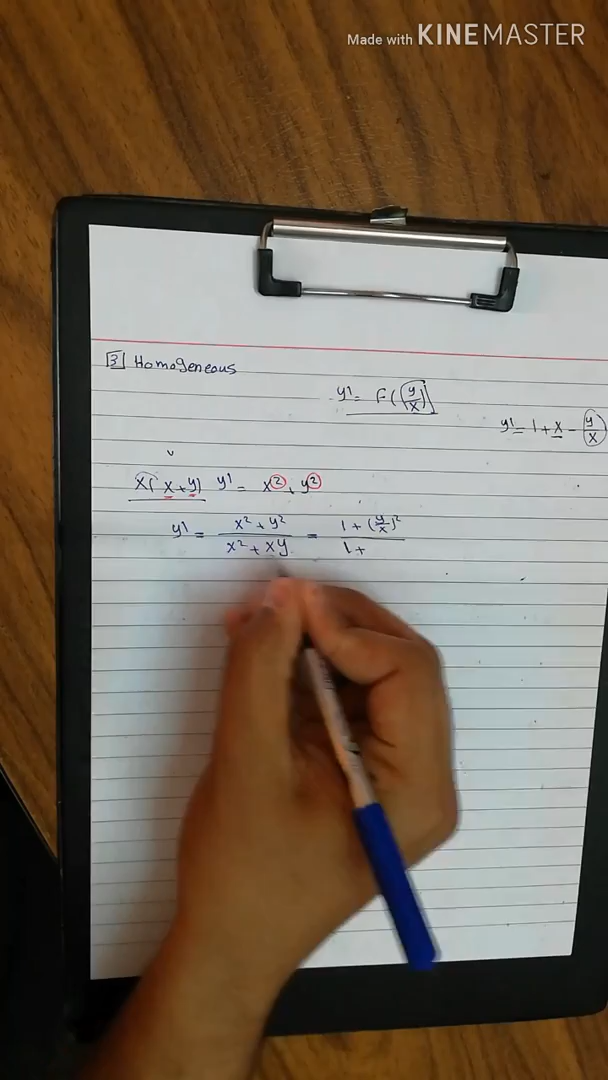 Made with KINEMASTER
3 Homogeneous
y' = F(y/x)
y' = 1 + x - y/x
x(x+y) y' = x² + y²
y' = x² + y² / x² + xy = 1 + (y/x)² / 1 +